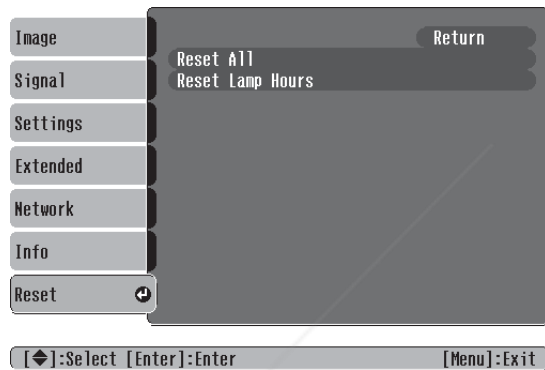 Image
Signal
Settings
Extended
Network
Info
Reset
Return
Reset All
Reset Lamp Hours
[◆]:Select [Enter]:Enter [Menu]:Exit